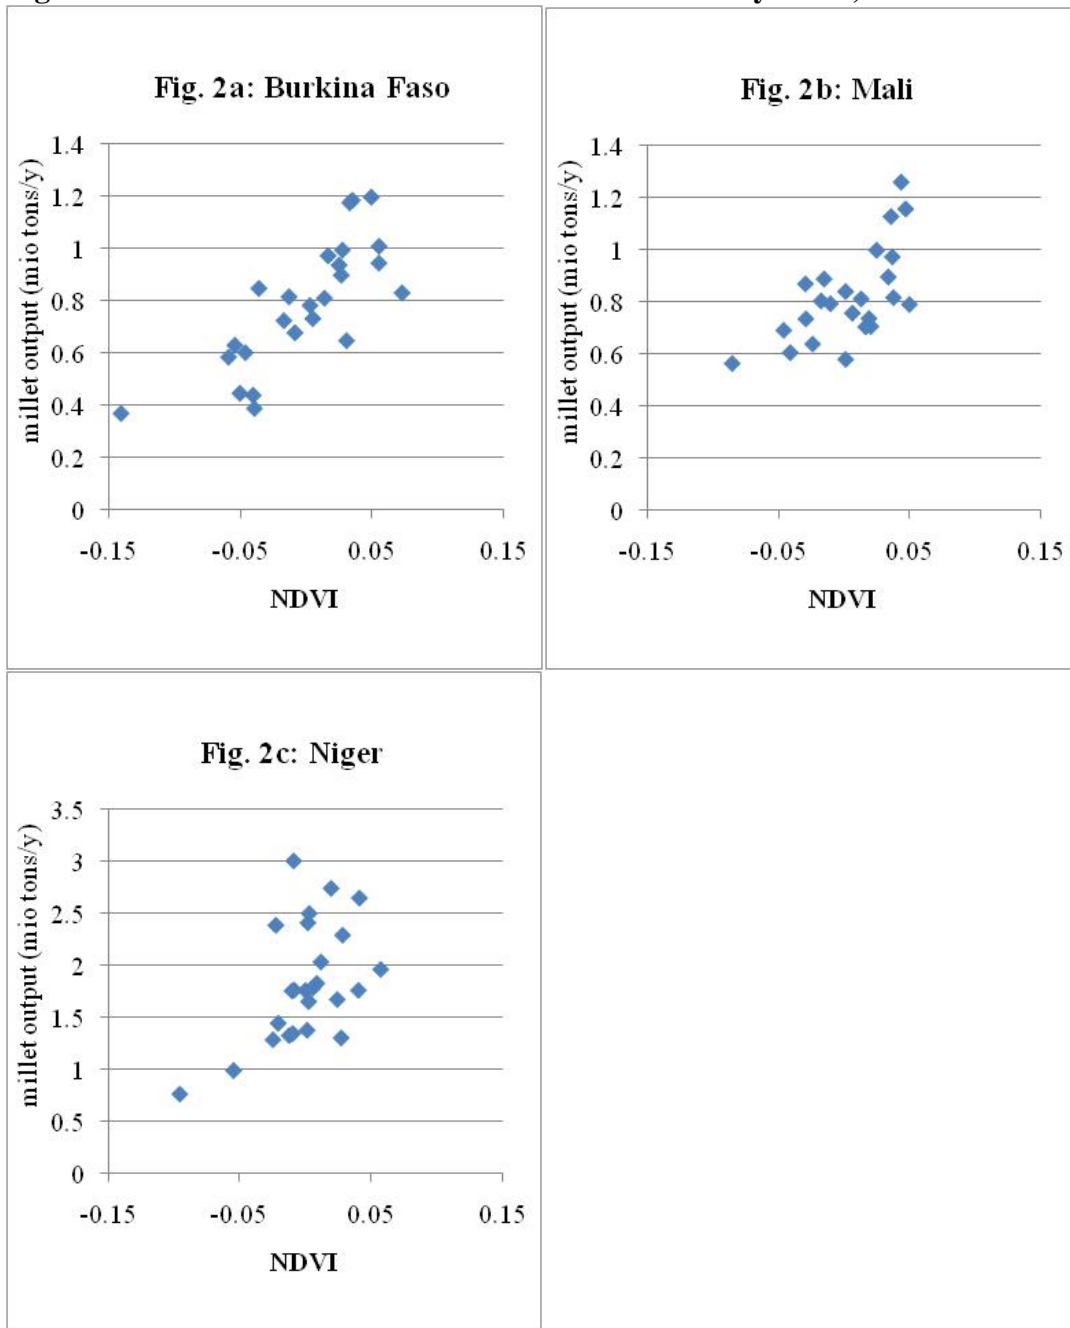 Fig. 2a: Burkina Faso
millet output (mio tons/y)
1.4
1.2
1
0.8
0.6
0.4
0.2
0
-0.15 -0.05 0.05 0.15
NDVI
Fig. 2b: Mali
millet output (mio tons/y)
1.4
1.2
1
0.8
0.6
0.4
0.2
0
-0.15 -0.05 0.05 0.15
NDVI
Fig. 2c: Niger
millet output (mio tons/y)
3.5
3
2.5
2
1.5
1
0.5
0
-0.15 -0.05 0.05 0.15
NDVI